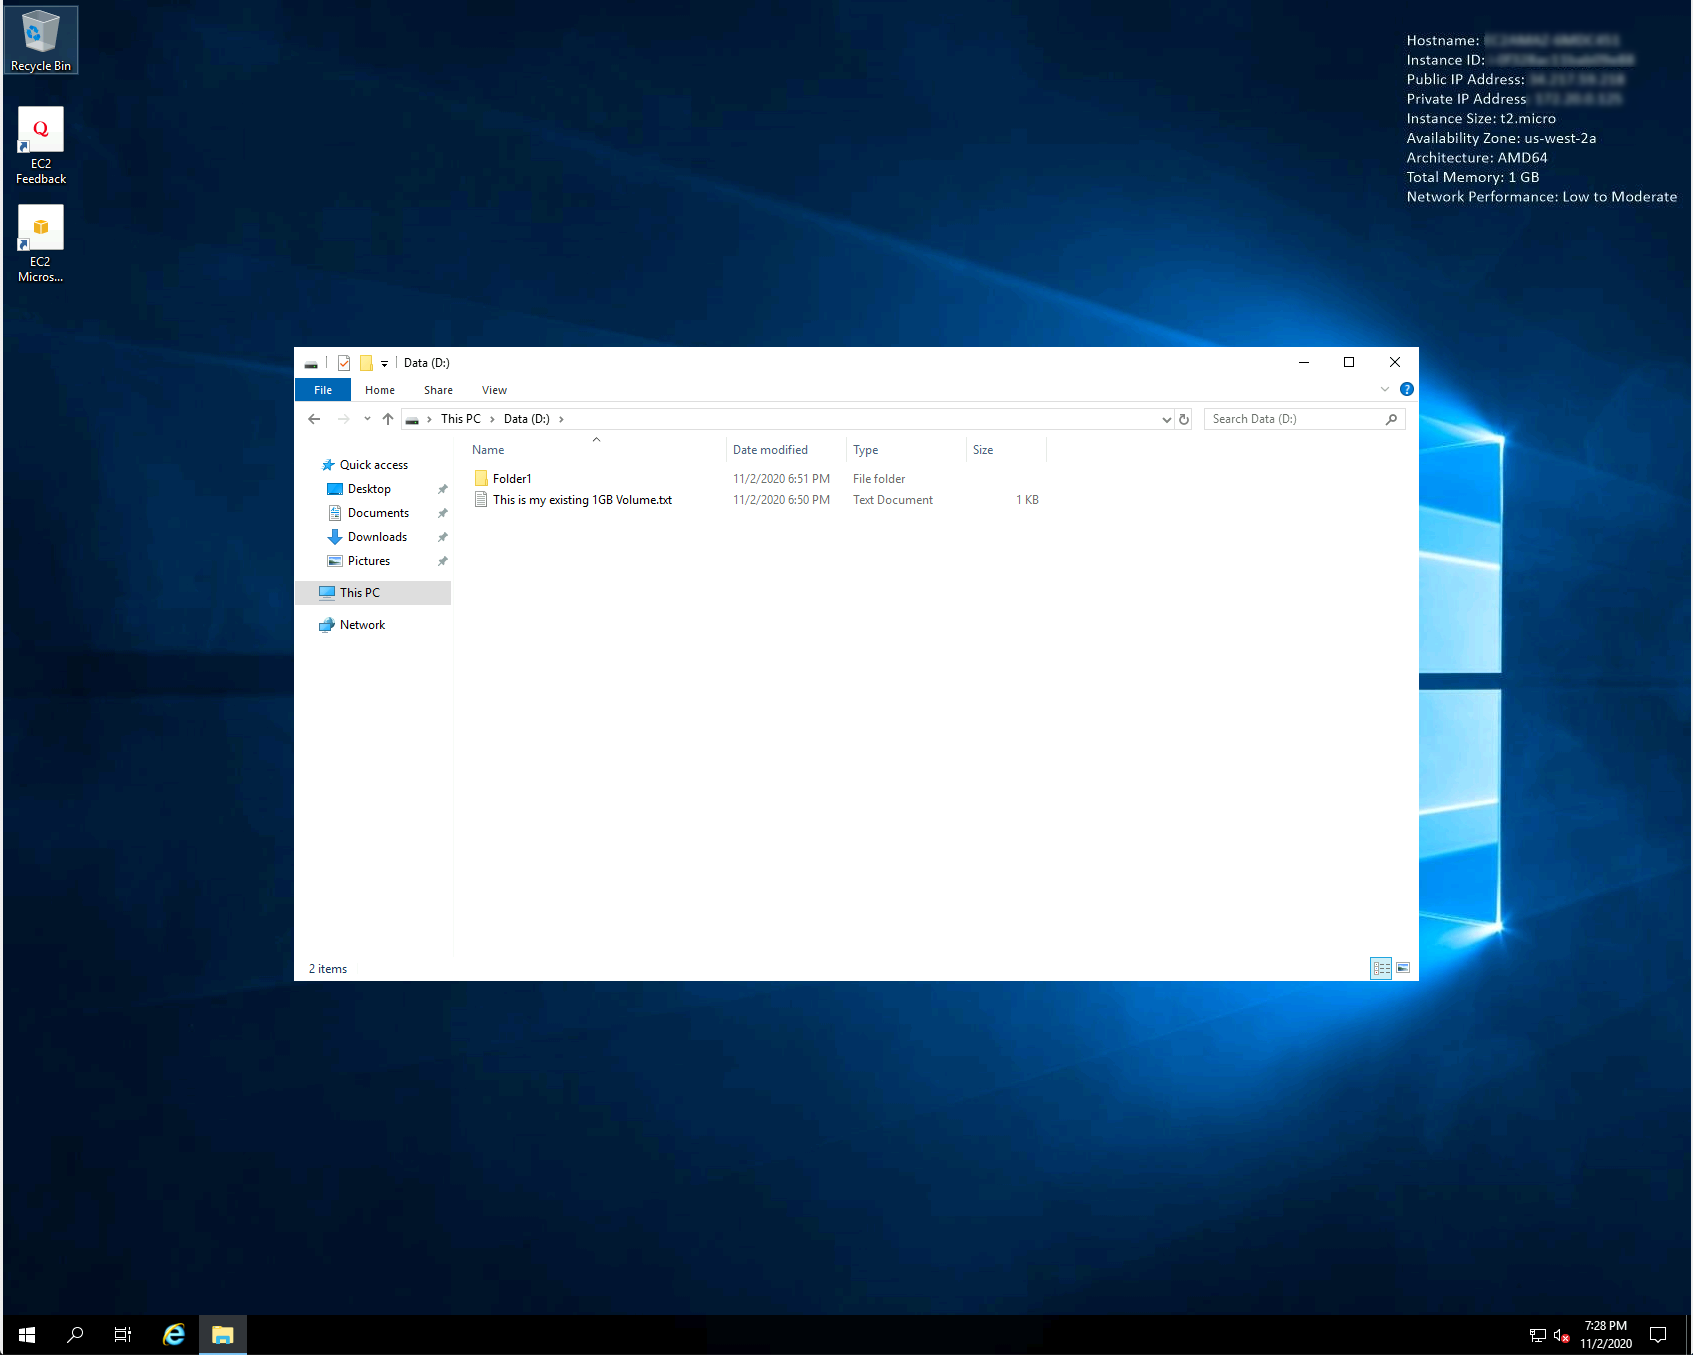 Recycle Bin
EC2
Feedback
EC2
Micros...
Hostname:
Instance ID:
Public IP Address:
Private IP Address
Instance Size: t2.micro
Availability Zone: us-west-2a
Architecture: AMD64
Total Memory: 1 GB
Network Performance: Low to Moderate
Data (D:)
File Home Share View
This PC > Data (D:) >
Search Data (D:)
Name Date modified Type Size
Quick access
Desktop
Documents
Downloads
Pictures
This PC
Network
Folder1 11/2/2020 6:51 PM File folder
This is my existing 1GB Volume.txt 11/2/2020 6:50 PM Text Document 1 KB
2 items
7:28 PM
11/2/2020